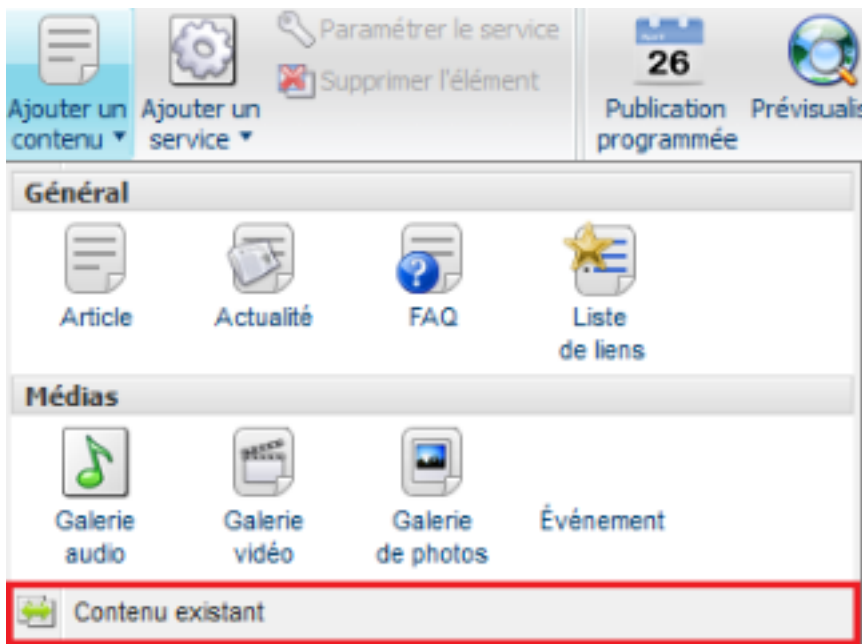 Paramétrer le service
Supprimer l'élément
Ajouter un contenu
Ajouter un service
26
Publication programmée
Général
Article
Actualité
FAQ
Liste
de liens
Médias
Galerie
audio
Galerie
vidéo
Galerie
de photos
Événement
Contenu existant